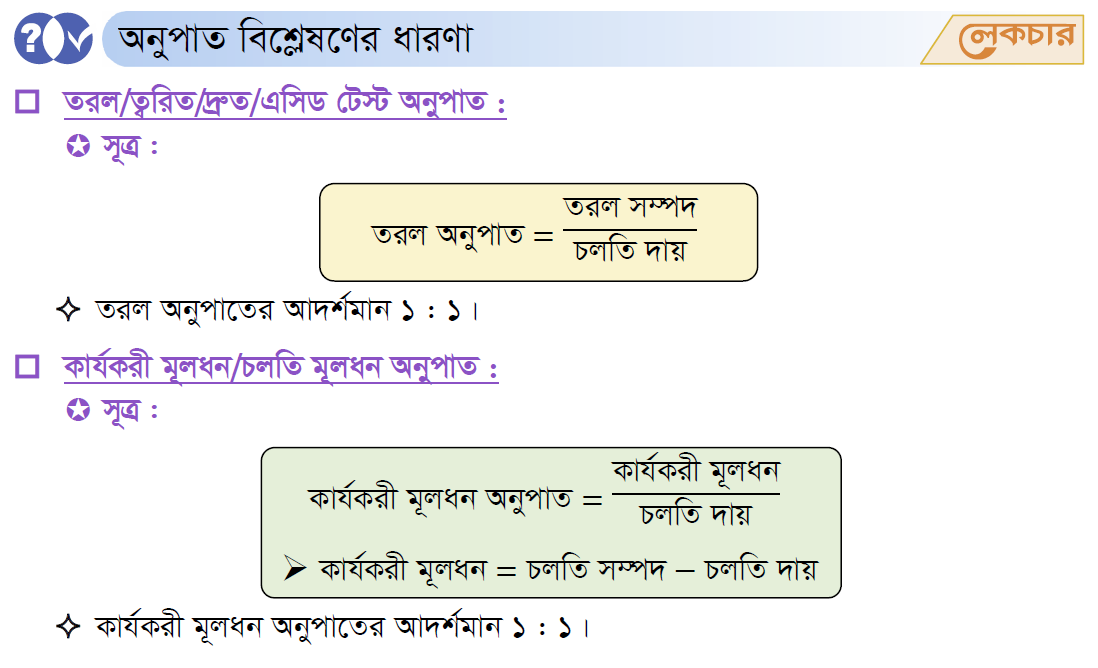 অনুপাত বিশ্লেষণের ধারণা
লেকচার
তরল/ত্বরিত/দ্রুত/এসিড টেস্ট অনুপাত :
সূত্র :
তরল অনুপাত = তরল সম্পদ / চলতি দায়
তরল অনুপাতের আদর্শমান ১ : ১।
কার্যকরী মূলধন/চলতি মূলধন অনুপাত :
সূত্র :
কার্যকরী মূলধন অনুপাত = কার্যকরী মূলধন / চলতি দায়
➤ কার্যকরী মূলধন = চলতি সম্পদ – চলতি দায়
কার্যকরী মূলধন অনুপাতের আদর্শমান ১ : ১।